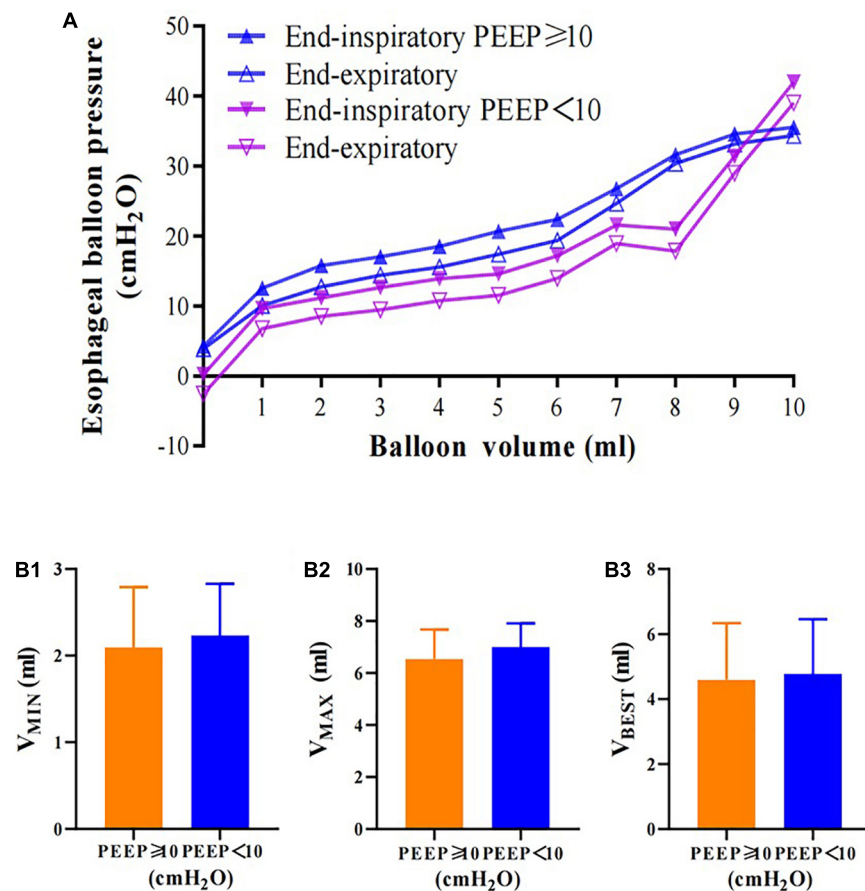 A
Esophageal balloon pressure
(cmH2O)
50
40
30
20
10
0
-10
End-inspiratory PEEP≥10
End-expiratory
End-inspiratory PEEP<10
End-expiratory
1 2 3 4 5 6 7 8 9 10
Balloon volume (ml)
B1
VMIN (ml)
3
2
1
0
PEEP≥10 PEEP<10
(cmH2O)
B2
VMAX (ml)
10
8
6
4
2
0
PEEP≥10 PEEP<10
(cmH2O)
B3
VBEST (ml)
8
6
4
2
0
PEEP≥10 PEEP<10
(cmH2O)